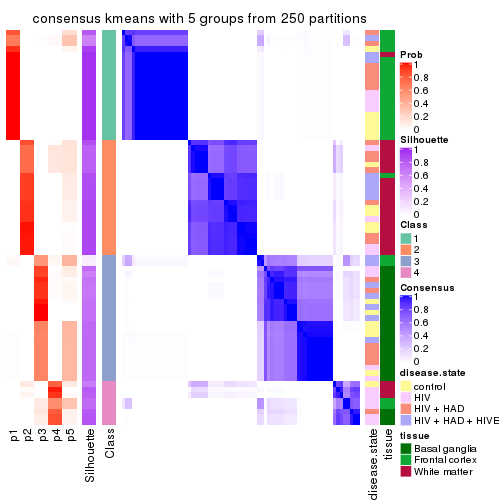 consensus kmeans with 5 groups from 250 partitions
Prob
1
0.8
0.6
0.4
0.2
0
Silhouette
1
0.8
0.6
0.4
0.2
0
Class
1
2
3
4
Consensus
1
0.8
0.6
0.4
0.2
0
disease.state
control
HIV
HIV + HAD
HIV + HAD + HIVE
tissue
Basal ganglia
Frontal cortex
White matter
p1
p2
p3
p4
p5
Silhouette
Class
disease.state
tissue